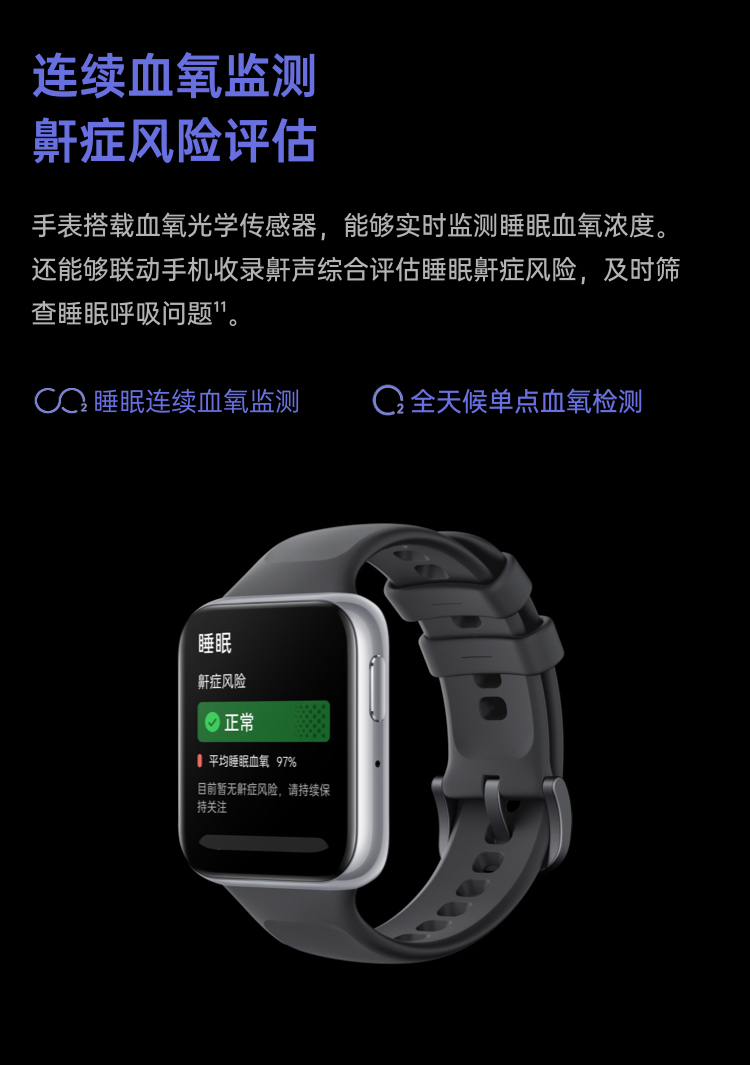 连续血氧监测
鼾症风险评估
手表搭载血氧光学传感器，能够实时监测睡眠血氧浓度。
还能够联动手机收录鼾声综合评估睡眠鼾症风险，及时筛
查睡眠呼吸问题¹¹。
O₂ 睡眠连续血氧监测
O₂ 全天候单点血氧检测
睡眠
鼾症风险
正常
平均睡眠血氧 97%
目前暂无鼾症风险，请持续保
持关注